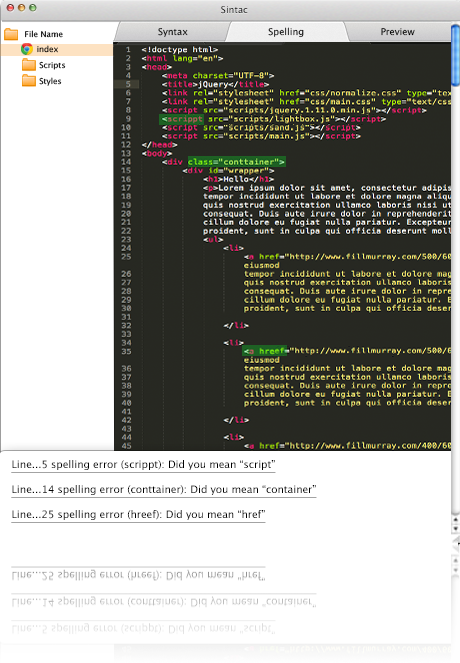 Sintac
File Name
index
Scripts
Styles
Syntax
Spelling
Preview
1 <!doctype html>
2 <html lang="en">
3 <head>
4 <meta charset="UTF-8">
5 <title>jQuery</title>
6 <link rel="stylesheet" href="css/normalize.css" type="tex
7 <link rel="stylesheet" href="css/main.css" type="text/css
8 <script src="scripts/jquery.1.11.0.min.js"></script>
9 <scrippt src="scripts/lightbox.js"></script>
10 <script src="scripts/sand.js"></script>
11 <script src="scripts/main.js"></script>
12 </head>
13 <body>
14 <div class="conttainer">
15 <div id="wrapper">
16 <h1>Hello</h1>
17 <p>Lorem ipsum dolor sit amet, consectetur adipis
18 tempor incididunt ut labore et dolore magna aliqu
19 quis nostrud exercitation ullamco laboris nisi ut
20 consequat. Duis aute irure dolor in reprehenderit
21 cillum dolore eu fugiat nulla pariatur. Excepteur
22 proident, sunt in culpa qui officia deserunt moll
23 <ul>
24 <li>
25 <a href="http://www.fillmurray.com/500/60
eiusmod
26 tempor incididunt ut labore et dolore mag
27 quis nostrud exercitation ullamco laboris
28 consequat. Duis aute irure dolor in repre
29 cillum dolore eu fugiat nulla pariatur. E
30 proident, sunt in culpa qui officia deser
31
32 </li>
33
34 <li>
35 <a hreef="http://www.fillmurray.com/500/6
eiusmod
36 tempor incididunt ut labore et dolore mag
37 quis nostrud exercitation ullamco laboris
38 consequat. Duis aute irure dolor in repre
39 cillum dolore eu fugiat nulla pariatur. E
40 proident, sunt in culpa qui officia deser
41
42 </li>
43
44 <li>
45 <a href="http://www.fillmurray.com/400/60
Line...5 spelling error (scrippt): Did you mean “script”
Line...14 spelling error (conttainer): Did you mean “container”
Line...25 spelling error (hreef): Did you mean “href”